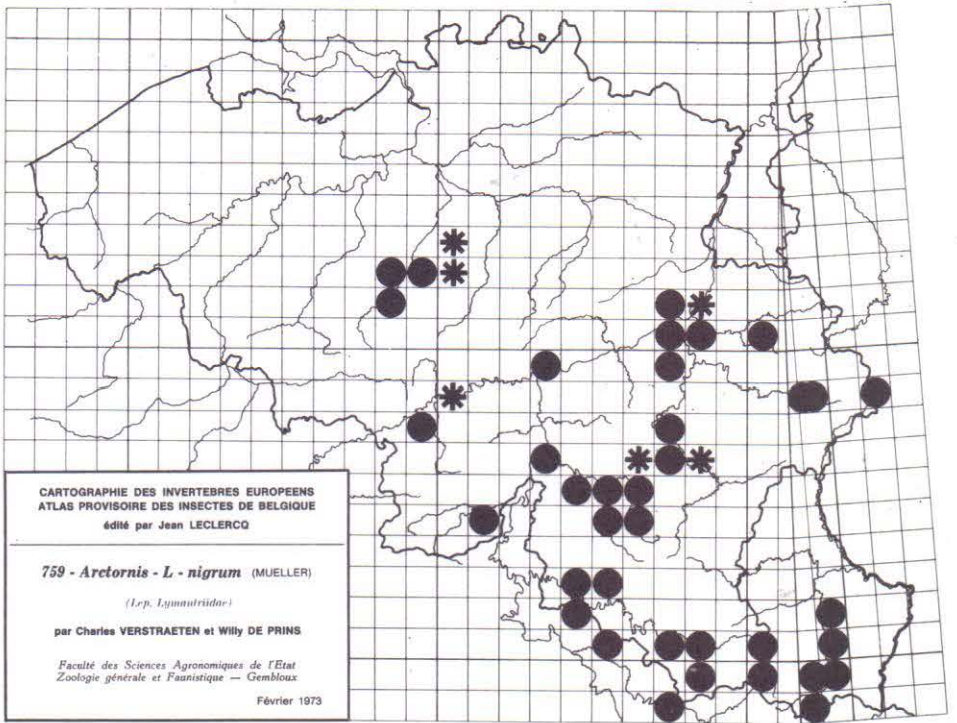 CARTOGRAPHIE DES INVERTEBRES EUROPEENS
ATLAS PROVISOIRE DES INSECTES DE BELGIQUE
édité par Jean LECLERCQ
759 - Arctornis - L - nigrum (MUELLER)
(Lep. Lymantriidae)
par Charles VERSTRAETEN et Willy DE PRINS
Faculté des Sciences Agronomiques de l'Etat
Zoologie générale et Faunistique — Gembloux
Février 1973